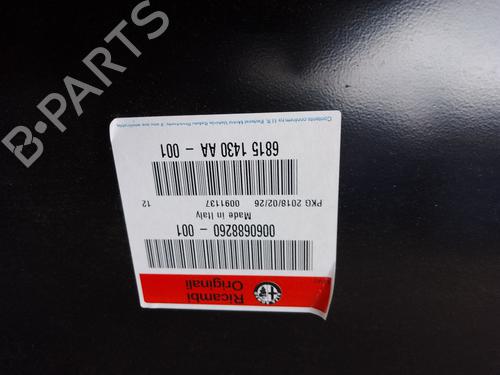 B-PARTS
Ricambi
Originali
0060688260 - 001
Made in Italy
PKG 2018/02/26 0091137 12
6815 1430 AA - 001